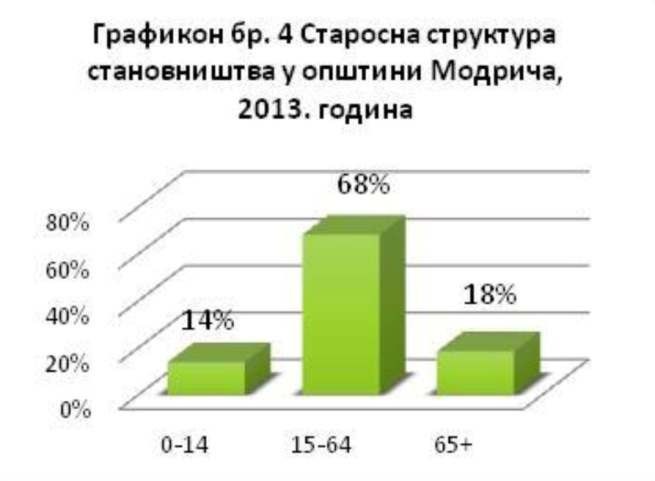 Графикон бр. 4 Старосна структура
становништва у општини Модрича,
2013. година
68%
80%
60%
18%
40%
14%
20%
0%
0-14 15-64 65+